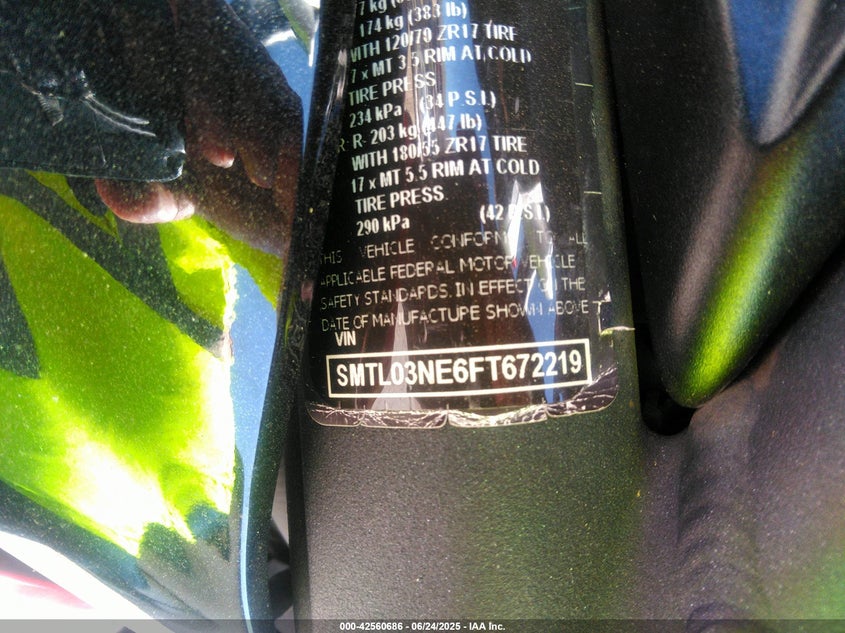 7 kg
174 kg (383 lb)
WITH 120/70 ZR17 TIRE
7 x MT 3.5 RIM AT COLD
TIRE PRESS
234 kPa (34 P.S.I.)
R: R- 203 kg (447 lb)
WITH 180/55 ZR17 TIRE
17 x MT 5.5 RIM AT COLD
TIRE PRESS.
290 kPa (42 P.S.I.)
THIS VEHICLE CONFORMS TO ALL
APPLICABLE FEDERAL MOTOR VEHICLE
SAFETY STANDARDS. IN EFFECT ON THE
DATE OF MANUFACTURE SHOWN ABOVE T
VIN
SMTL03NE6FT672219
000-42560686 - 06/24/2025 - IAA Inc.